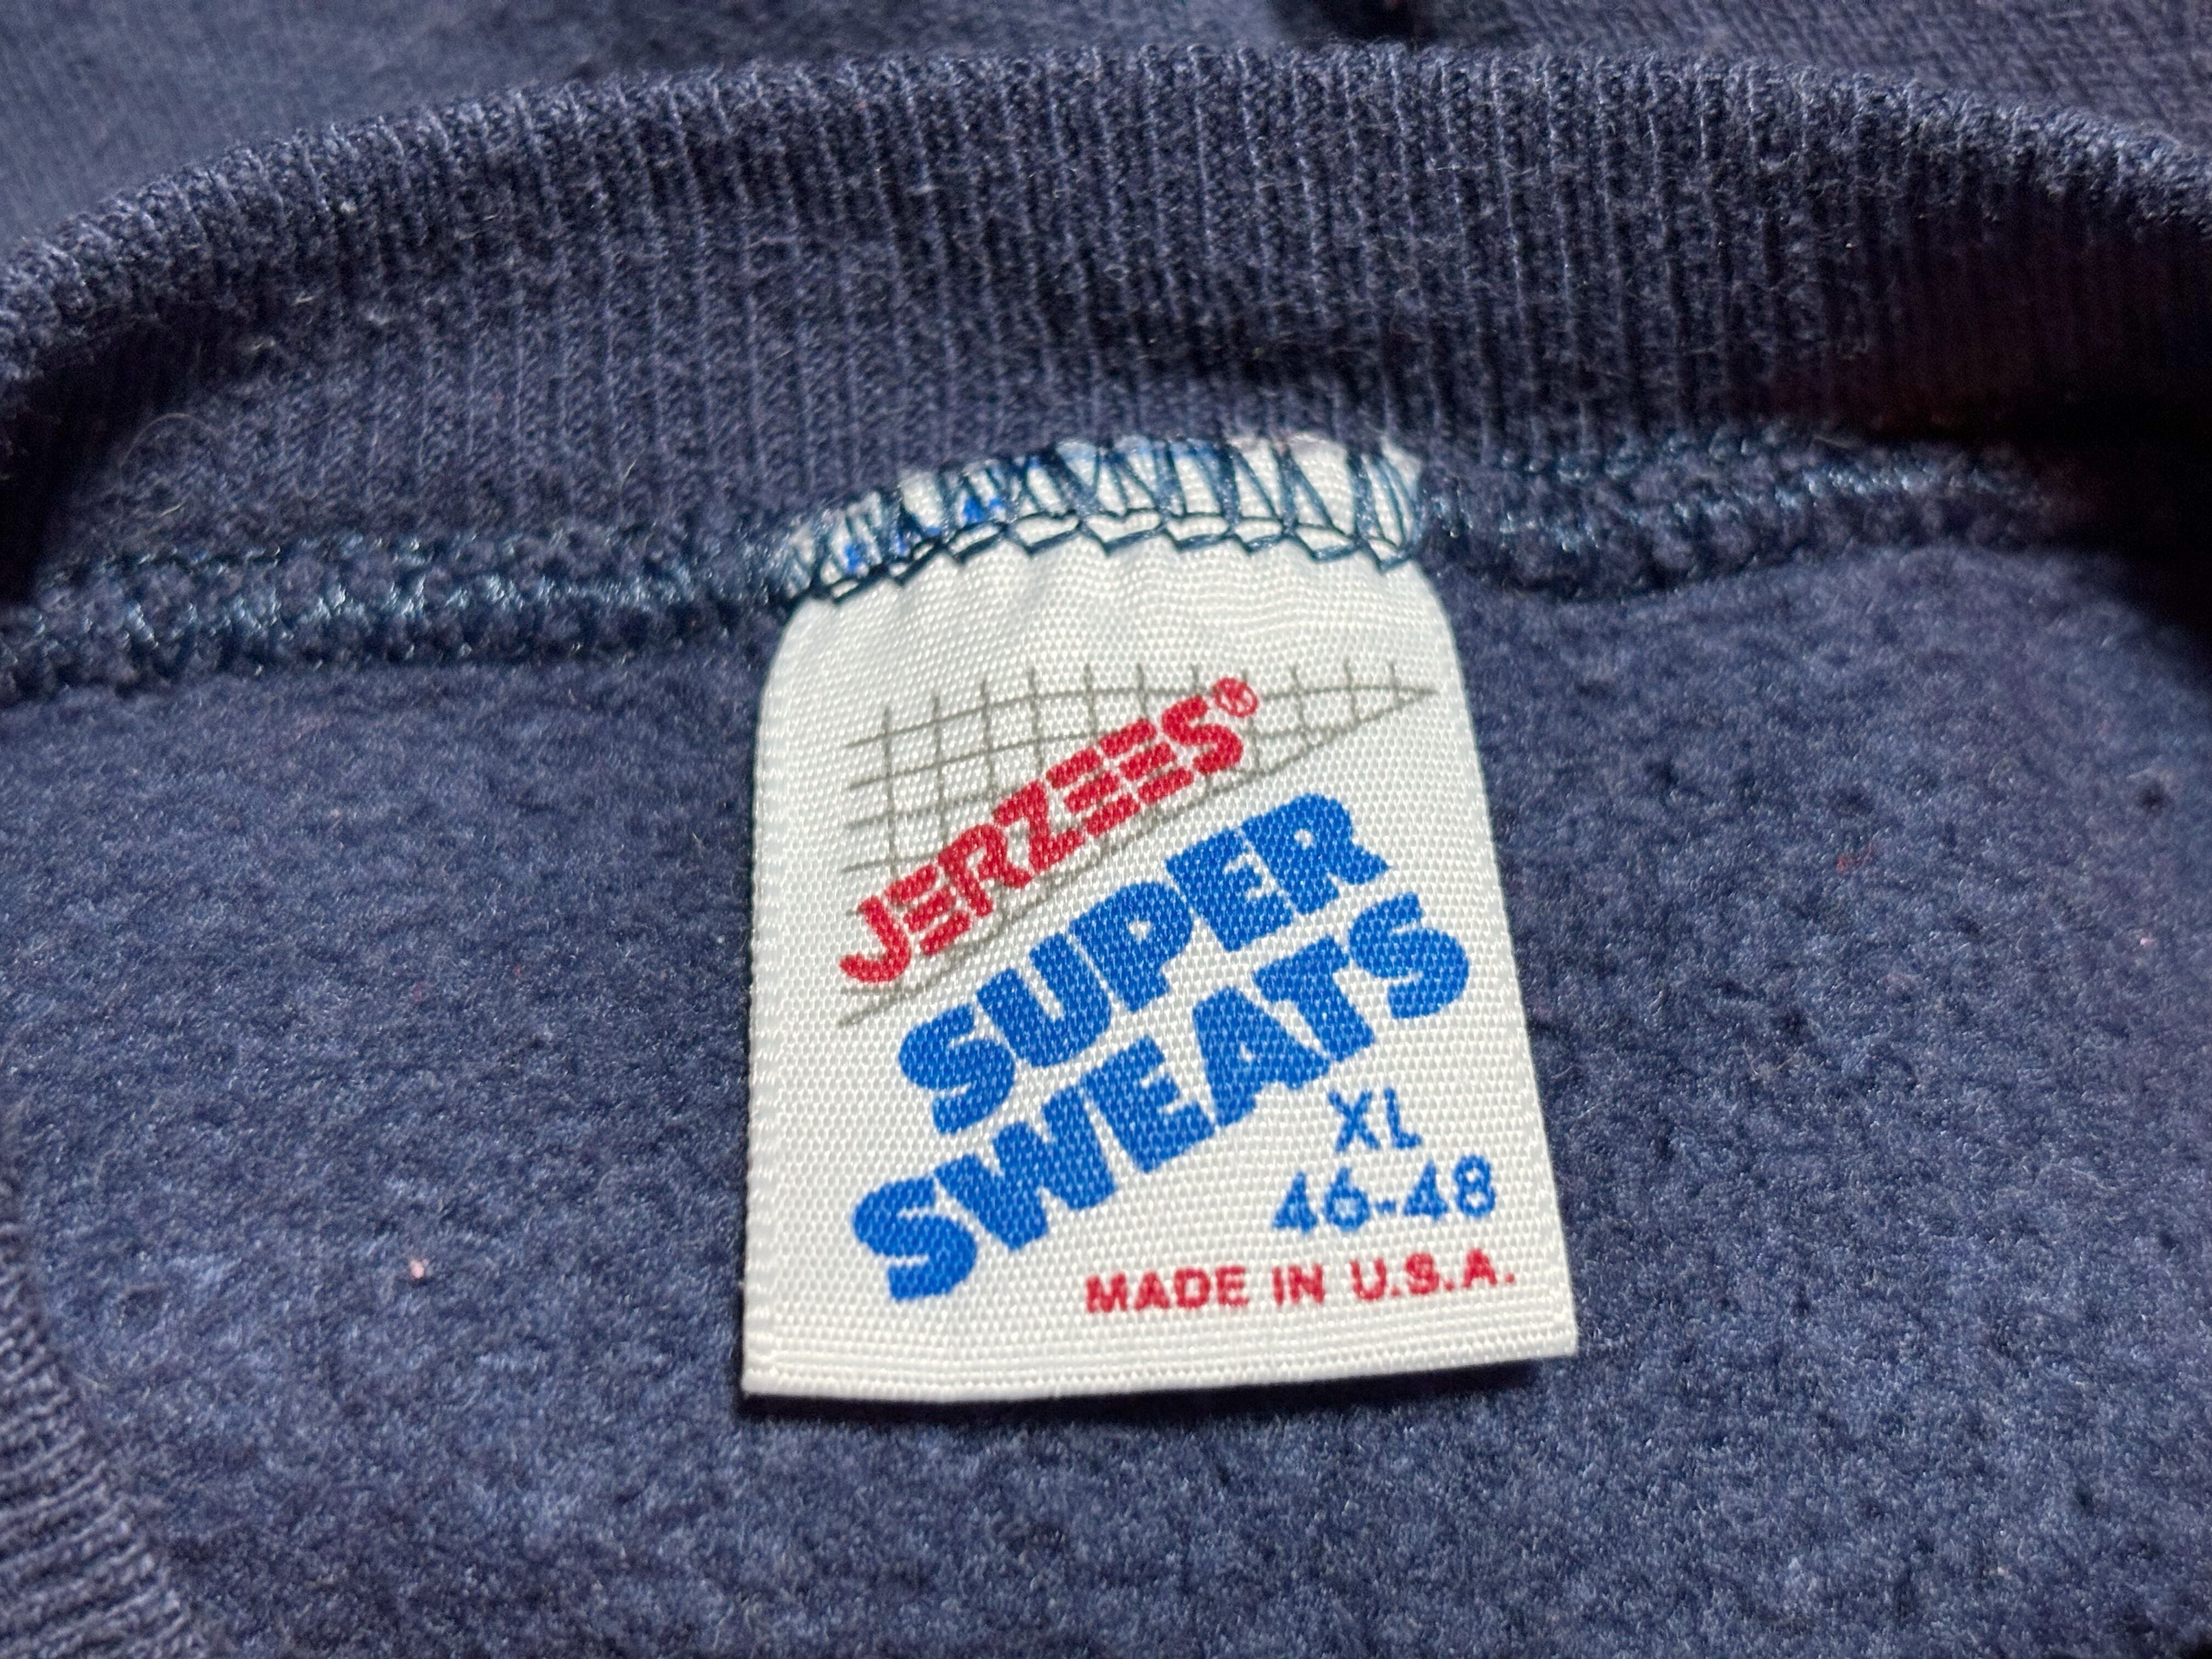 JERZEES®
SUPER
SWEATS
XL
46-48
MADE IN U.S.A.